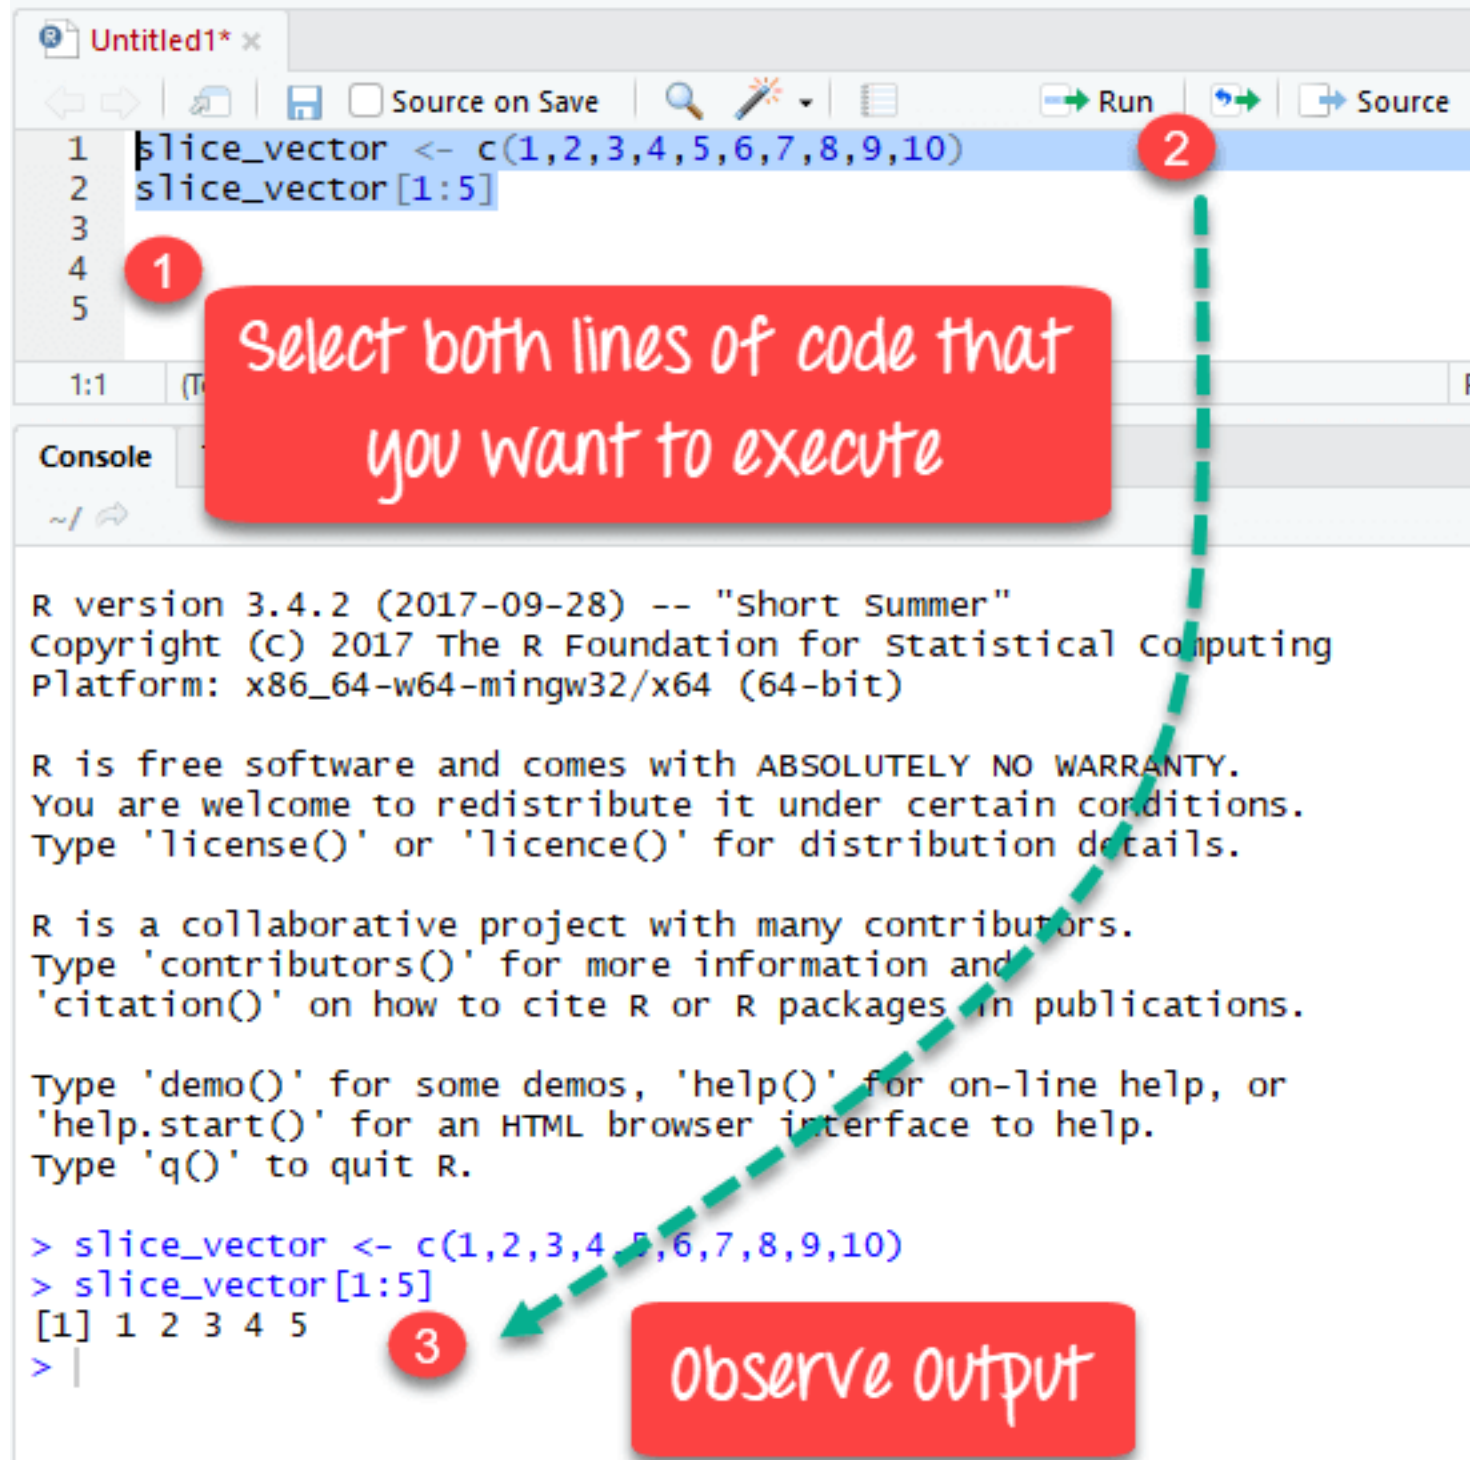 Untitled1*
Source on Save
Run
Source
1 slice_vector <- c(1,2,3,4,5,6,7,8,9,10)
2
2 slice_vector[1:5]
3
4
1
5
Select both lines of code that
you want to execute
1:1
Console
~/
R version 3.4.2 (2017-09-28) -- "Short Summer"
Copyright (C) 2017 The R Foundation for Statistical Computing
Platform: x86_64-w64-mingw32/x64 (64-bit)
R is free software and comes with ABSOLUTELY NO WARRANTY.
You are welcome to redistribute it under certain conditions.
Type 'license()' or 'licence()' for distribution details.
R is a collaborative project with many contributors.
Type 'contributors()' for more information and
'citation()' on how to cite R or R packages in publications.
Type 'demo()' for some demos, 'help()' for on-line help, or
'help.start()' for an HTML browser interface to help.
Type 'q()' to quit R.
> slice_vector <- c(1,2,3,4,5,6,7,8,9,10)
> slice_vector[1:5]
[1] 1 2 3 4 5
3
>
Observe Output